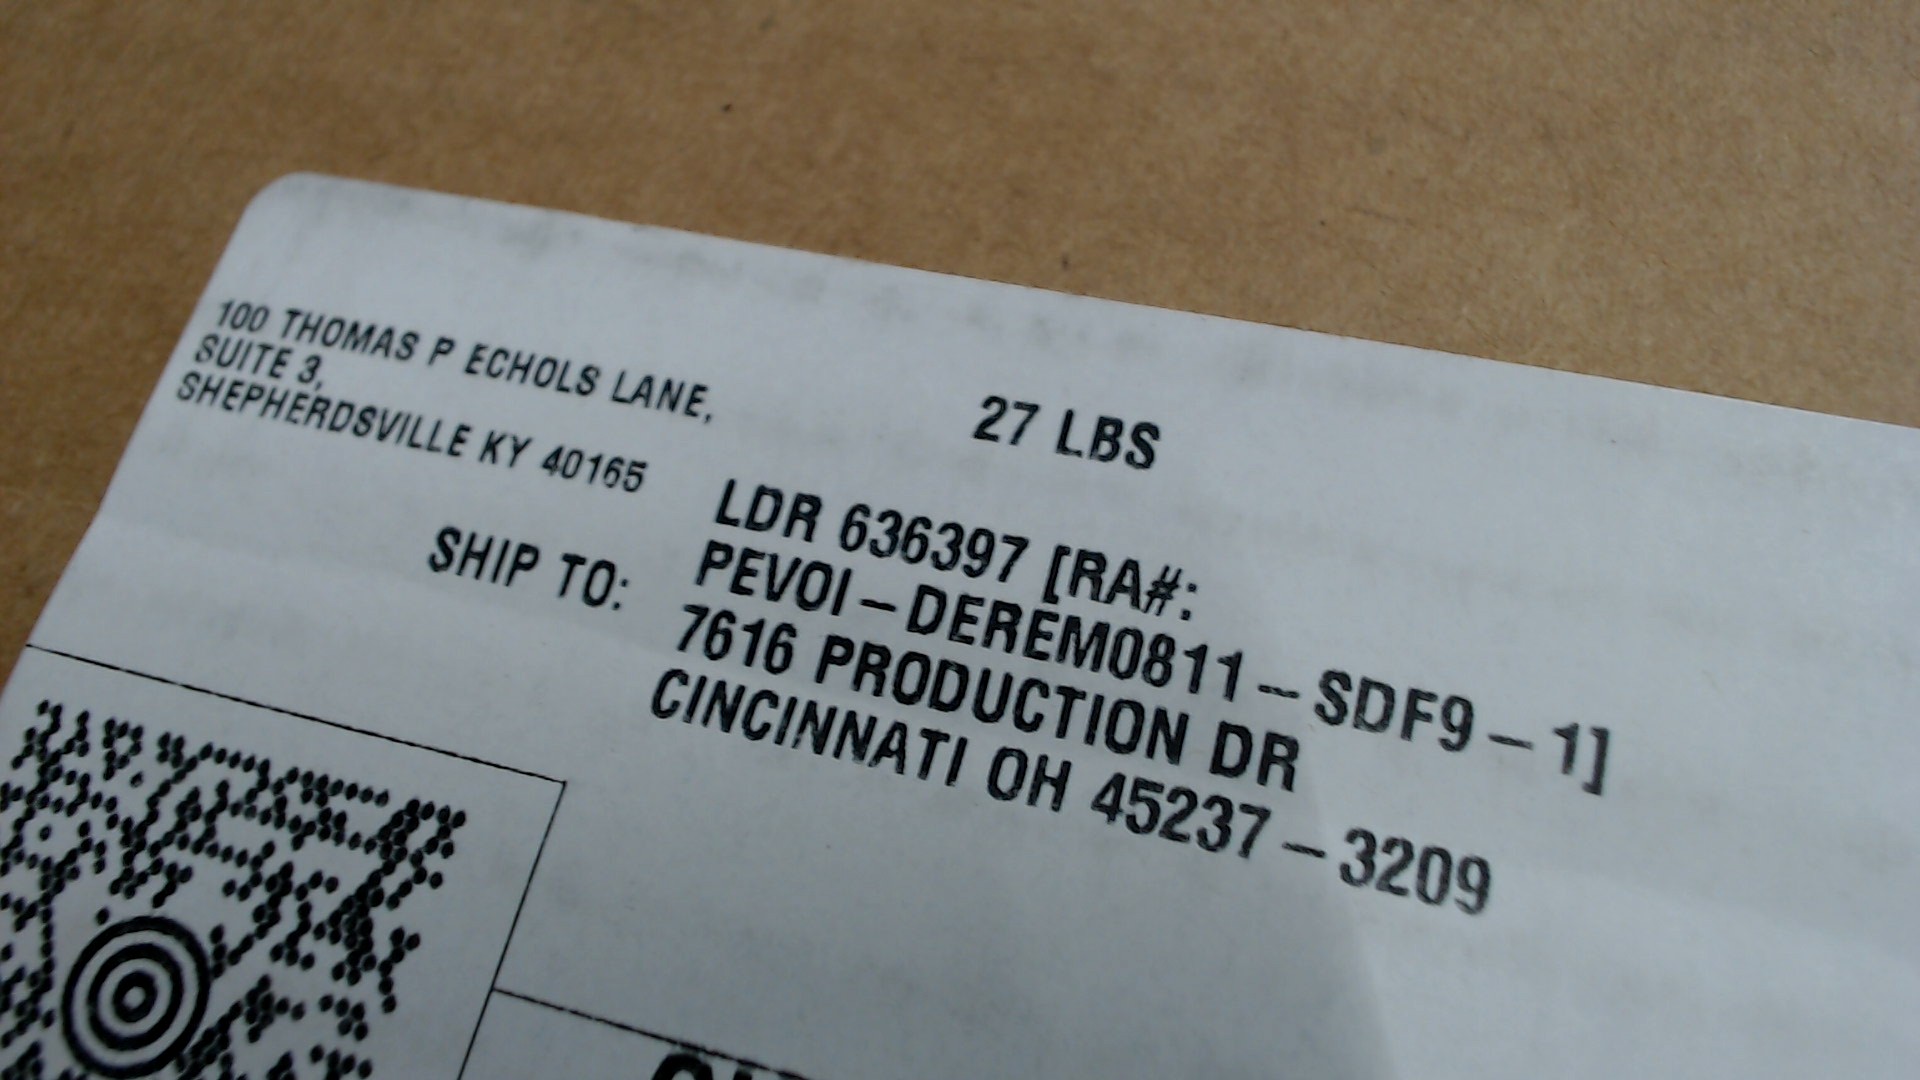 100 THOMAS P ECHOLS LANE,
SUITE 3,
SHEPHERDSVILLE KY 40165
27 LBS
SHIP TO:
LDR 636397 [RA#:
PEVOI-DEREM0811-SDF9-1]
7616 PRODUCTION DR
CINCINNATI OH 45237-3209